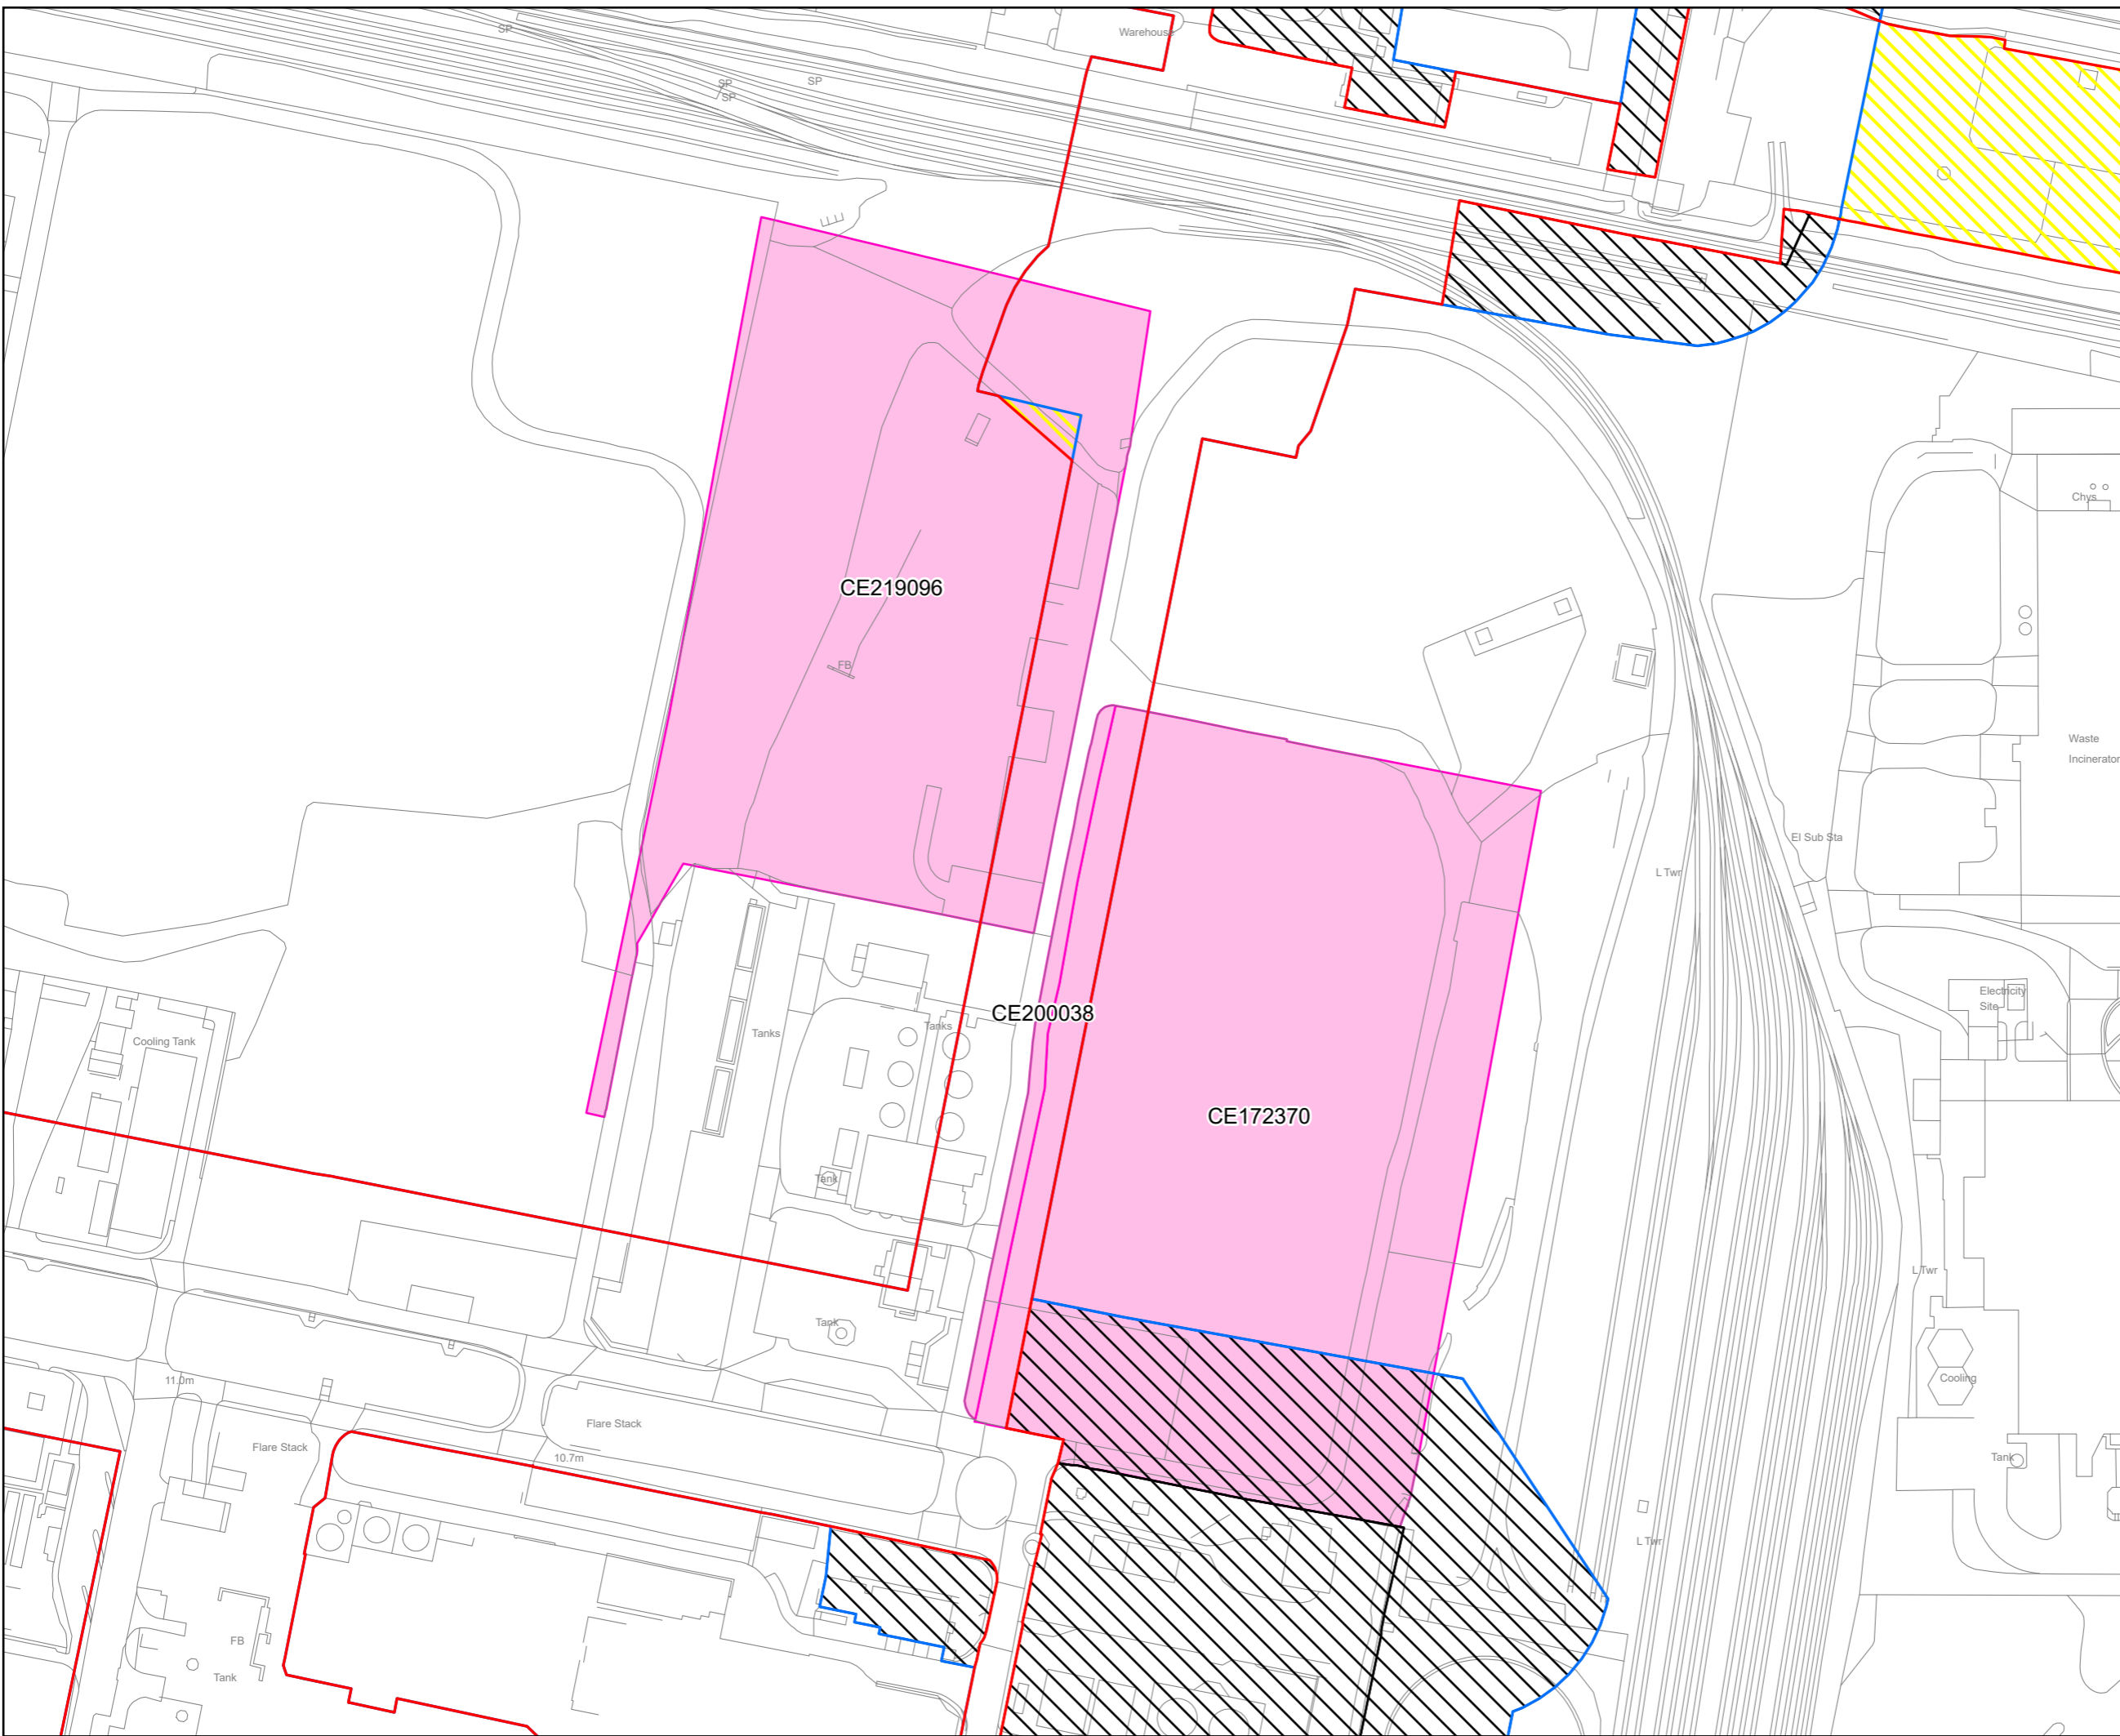 SP
Warehouse
SP
SP
SP
Chys
CE219096
FB
Waste
Incinerator
El Sub Sta
L Twr
Electricity
Site
CE200038
Tanks
Tanks
Cooling Tank
CE172370
Tank
L Twr
Tank
Cooling
11.0m
Flare Stack
Flare Stack
10.7m
Tank
L Twr
FB
Tank